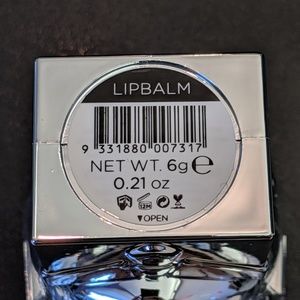 LIPBALM
9 331880 007317
NET WT. 6g ℮
0.21 oz
12M
▼OPEN